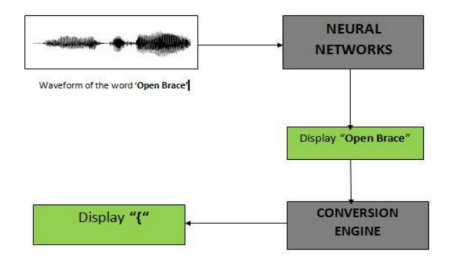 NEURAL
NETWORKS
Waveform of the word ‘Open Brace’
Display “Open Brace”
CONVERSION
ENGINE
Display “{“